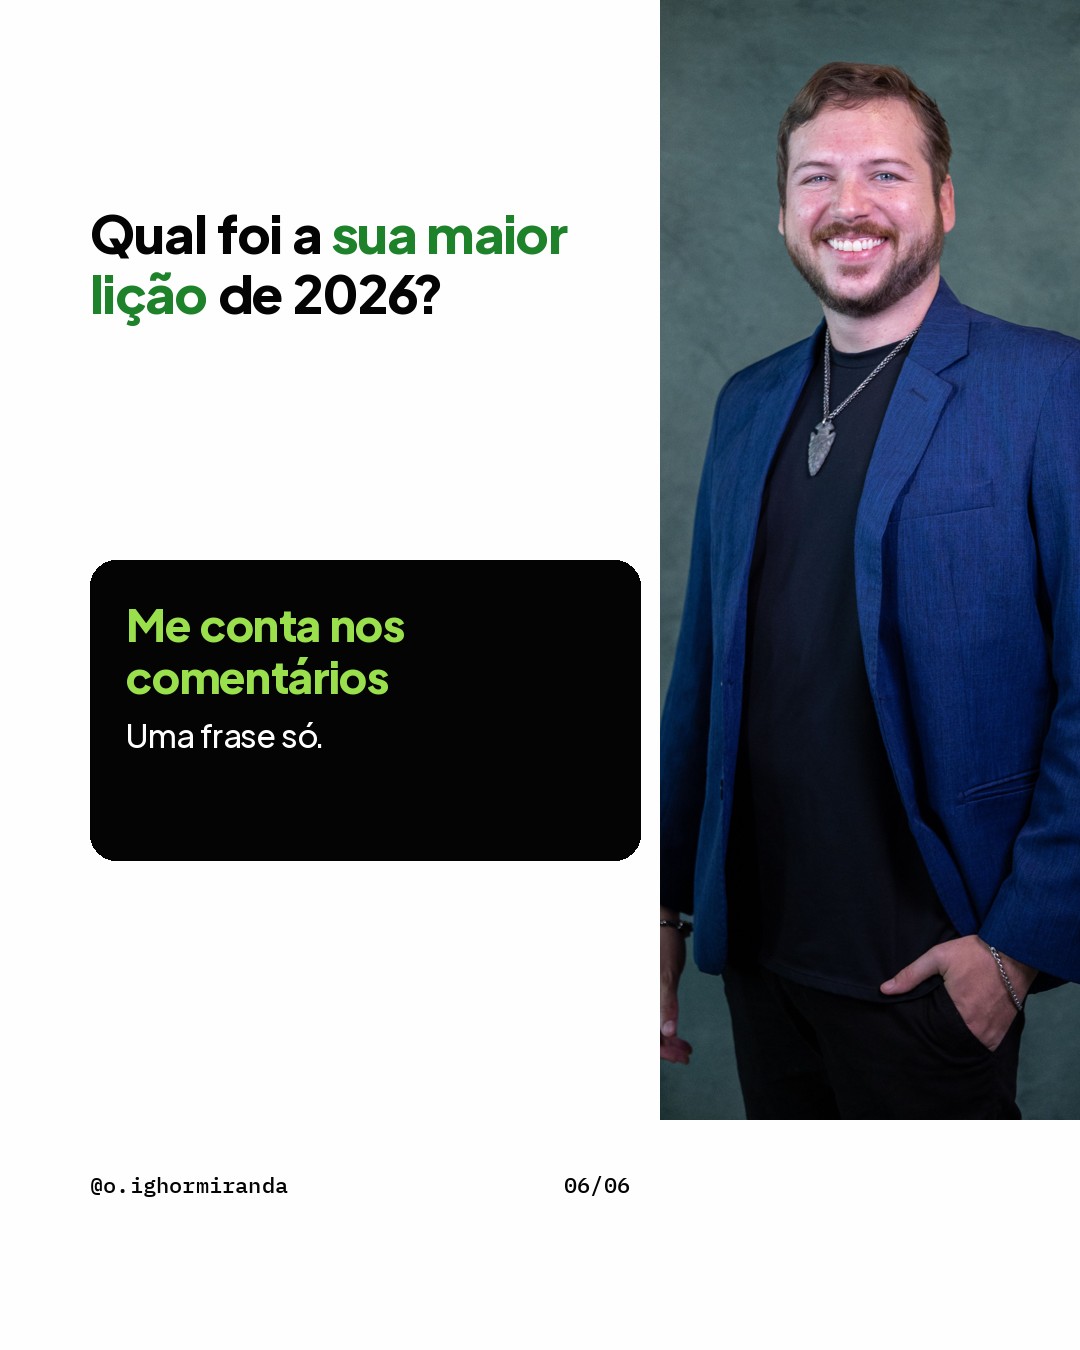 Qual foi a sua maior
lição de 2026?
Me conta nos
comentários
Uma frase só.
@o.ighormiranda
06/06